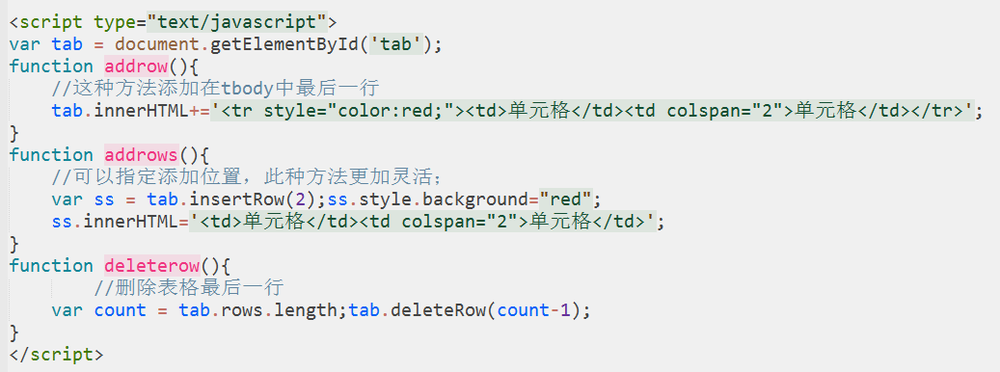 <script type="text/javascript">
var tab = document.getElementById('tab');
function addrow(){
    //这种方法添加在tbody中最后一行
    tab.innerHTML+='<tr style="color:red;"><td>单元格</td><td colspan="2">单元格</td></tr>';
}
function addrows(){
    //可以指定添加位置，此种方法更加灵活；
    var ss = tab.insertRow(2);ss.style.background="red";
    ss.innerHTML='<td>单元格</td><td colspan="2">单元格</td>';
}
function deleterow(){
        //删除表格最后一行
    var count = tab.rows.length;tab.deleteRow(count-1);
}
</script>